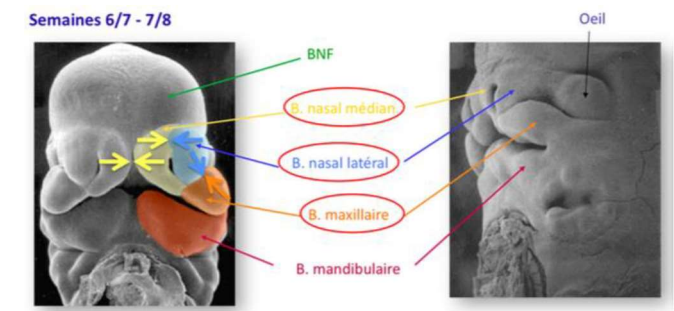 Semaines 6/7 - 7/8
Oeil
BNF
B. nasal médian
B. nasal latéral
B. maxillaire
B. mandibulaire